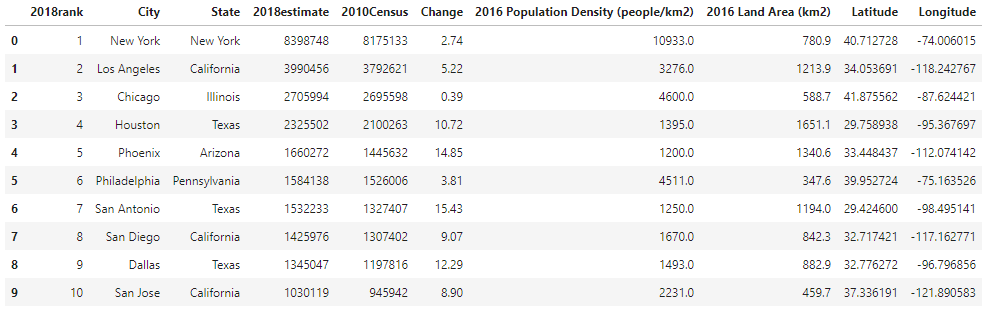 2018rank City State 2018estimate 2010Census Change 2016 Population Density (people/km2) 2016 Land Area (km2) Latitude Longitude
0 1 New York New York 8398748 8175133 2.74 10933.0 780.9 40.712728 -74.006015
1 2 Los Angeles California 3990456 3792621 5.22 3276.0 1213.9 34.053691 -118.242767
2 3 Chicago Illinois 2705994 2695598 0.39 4600.0 588.7 41.875562 -87.624421
3 4 Houston Texas 2325502 2100263 10.72 1395.0 1651.1 29.758938 -95.367697
4 5 Phoenix Arizona 1660272 1445632 14.85 1200.0 1340.6 33.448437 -112.074142
5 6 Philadelphia Pennsylvania 1584138 1526006 3.81 4511.0 347.6 39.952724 -75.163526
6 7 San Antonio Texas 1532233 1327407 15.43 1250.0 1194.0 29.424600 -98.495141
7 8 San Diego California 1425976 1307402 9.07 1670.0 842.3 32.717421 -117.162771
8 9 Dallas Texas 1345047 1197816 12.29 1493.0 882.9 32.776272 -96.796856
9 10 San Jose California 1030119 945942 8.90 2231.0 459.7 37.336191 -121.890583